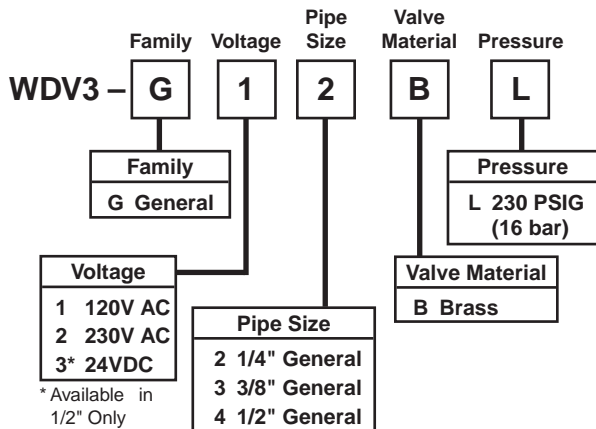 Family Voltage Pipe Size Valve Material Pressure
WDV3 – G 1 2 B L
Family
G General
Pressure
L 230 PSIG
(16 bar)
Voltage
1 120V AC
2 230V AC
3* 24VDC
* Available in
1/2" Only
Pipe Size
2 1/4" General
3 3/8" General
4 1/2" General
Valve Material
B Brass